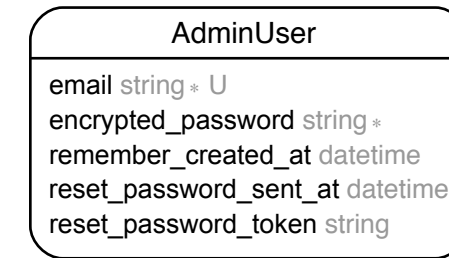 AdminUser
email string * U
encrypted_password string *
remember_created_at datetime
reset_password_sent_at datetime
reset_password_token string